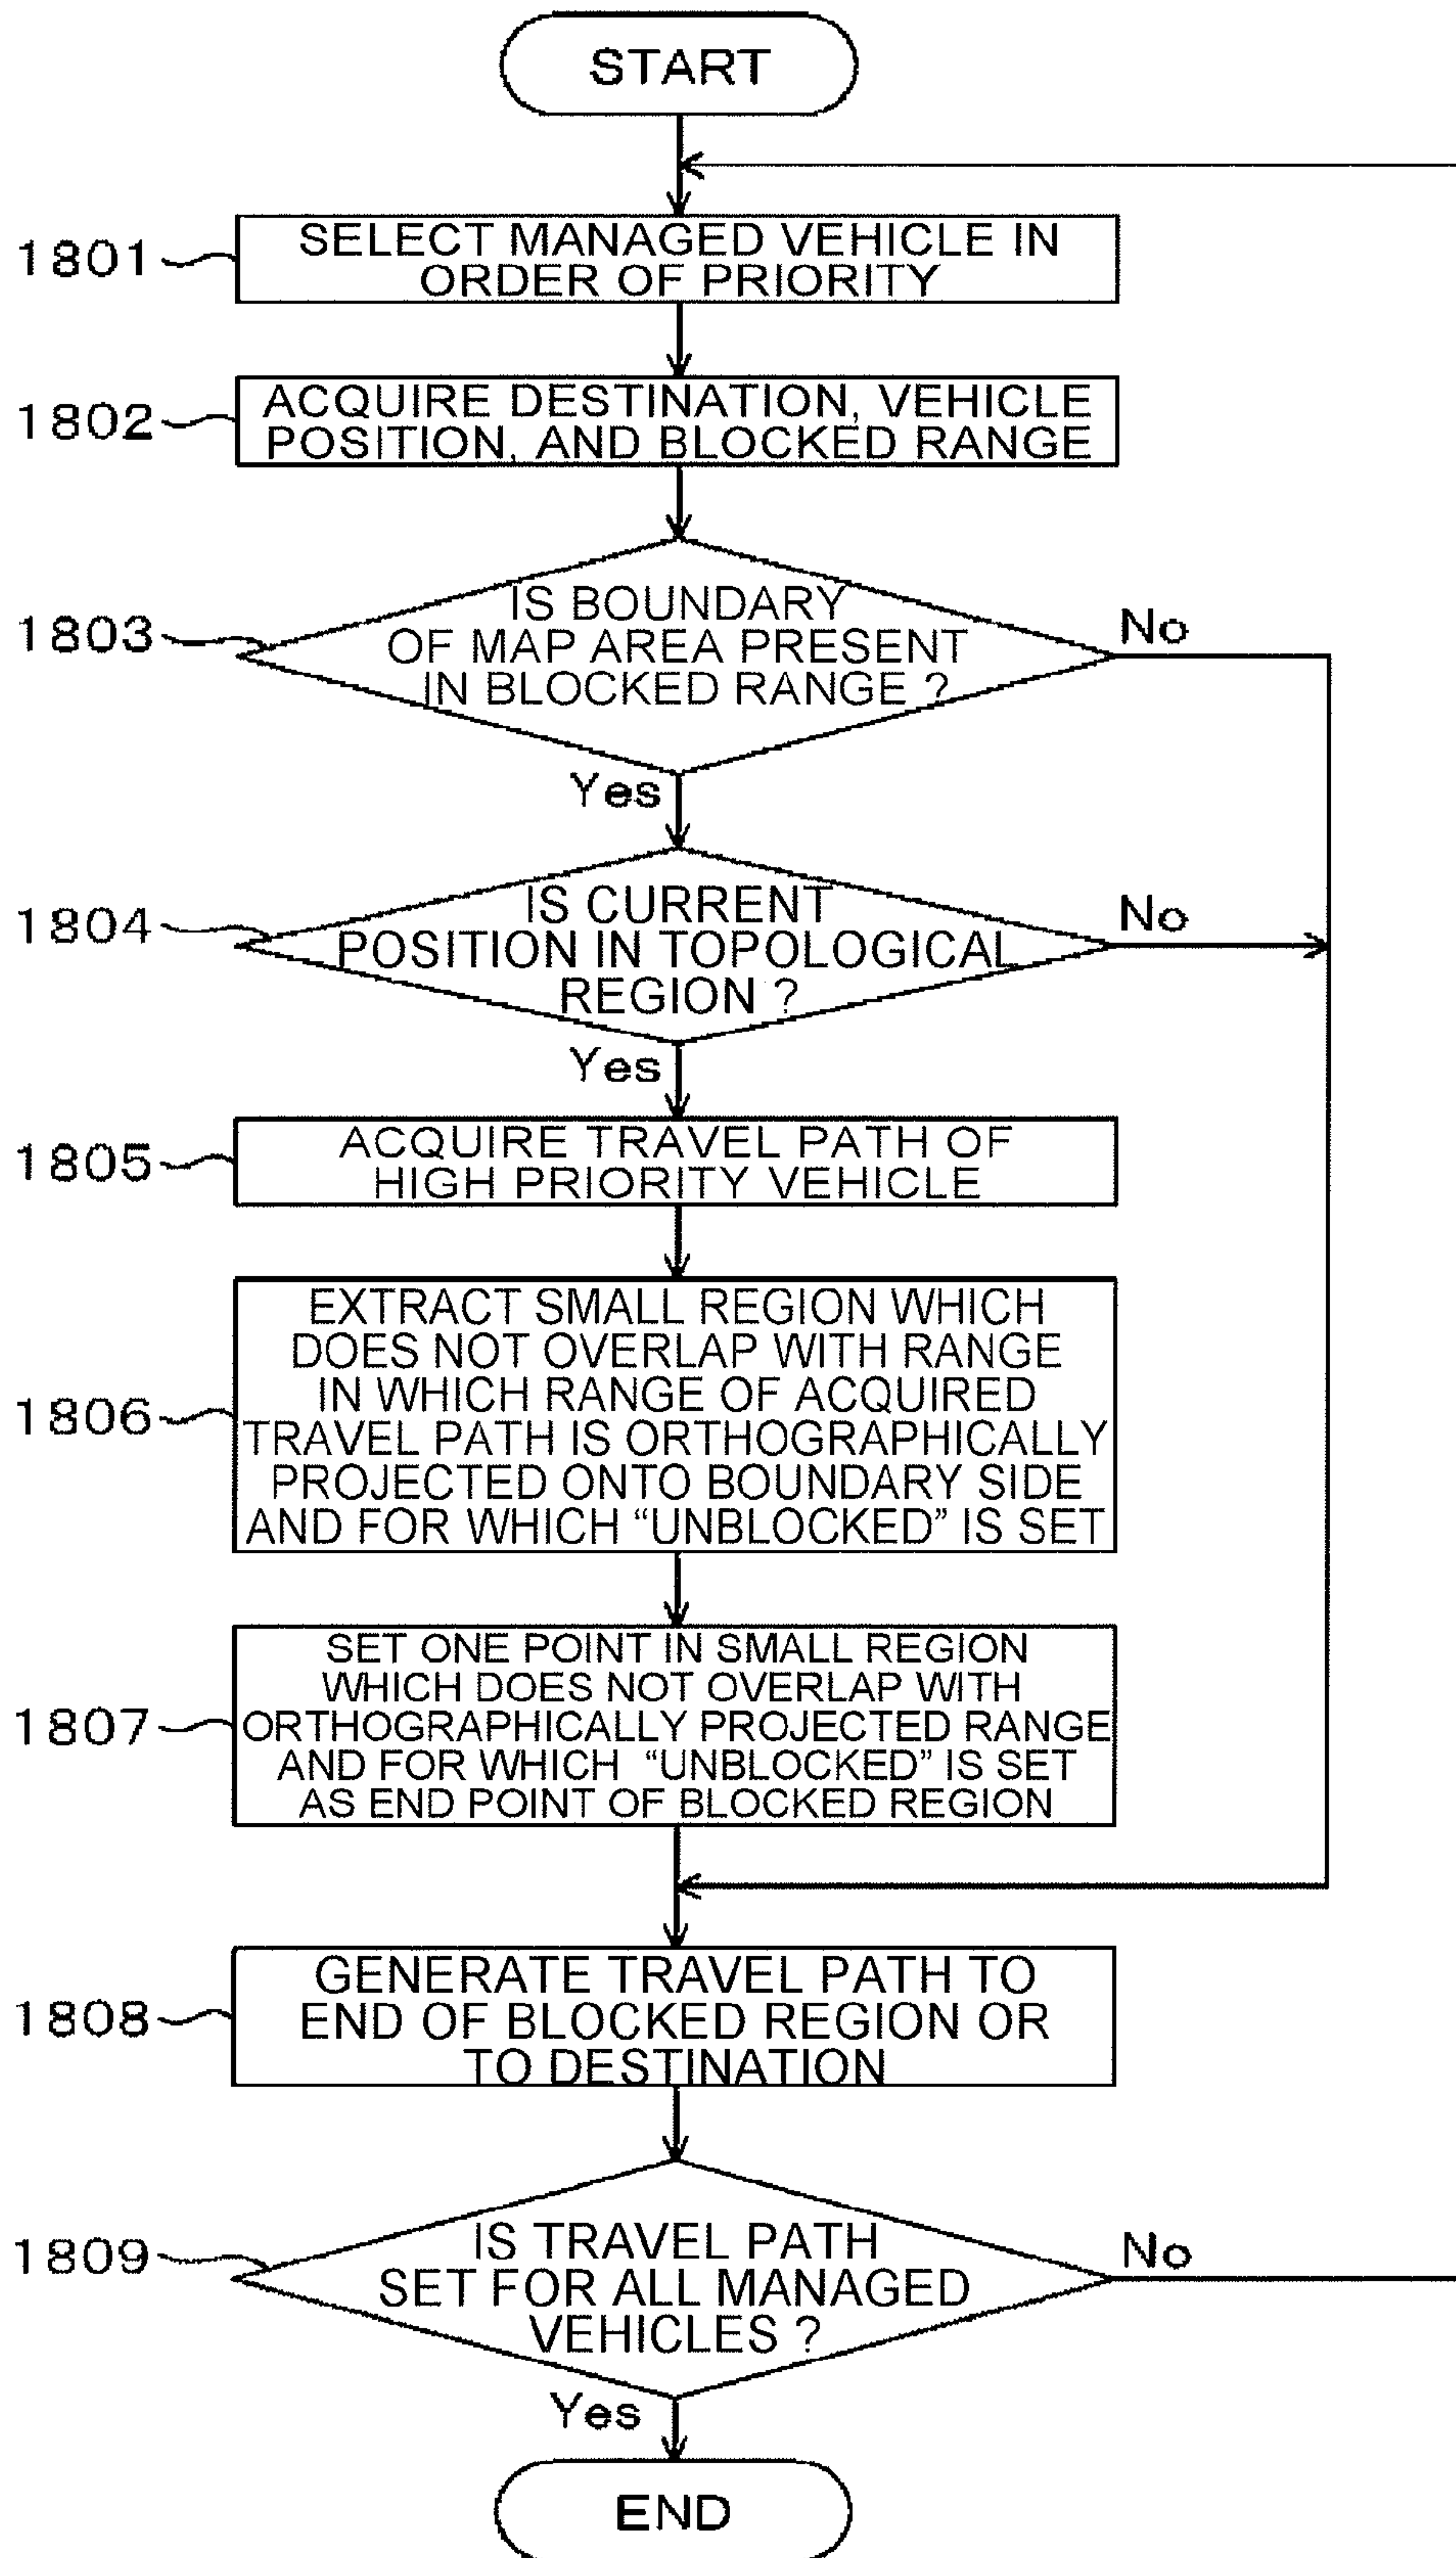 START
1801
SELECT MANAGED VEHICLE IN
ORDER OF PRIORITY
1802
ACQUIRE DESTINATION, VEHICLE
POSITION, AND BLOCKED RANGE
1803
IS BOUNDARY
OF MAP AREA PRESENT
IN BLOCKED RANGE ?
No
Yes
1804
IS CURRENT
POSITION IN TOPOLOGICAL
REGION ?
No
Yes
1805
ACQUIRE TRAVEL PATH OF
HIGH PRIORITY VEHICLE
1806
EXTRACT SMALL REGION WHICH
DOES NOT OVERLAP WITH RANGE
IN WHICH RANGE OF ACQUIRED
TRAVEL PATH IS ORTHOGRAPHICALLY
PROJECTED ONTO BOUNDARY SIDE
AND FOR WHICH “UNBLOCKED” IS SET
1807
SET ONE POINT IN SMALL REGION
WHICH DOES NOT OVERLAP WITH
ORTHOGRAPHICALLY PROJECTED RANGE
AND FOR WHICH “UNBLOCKED” IS SET
AS END POINT OF BLOCKED REGION
1808
GENERATE TRAVEL PATH TO
END OF BLOCKED REGION OR
TO DESTINATION
1809
IS TRAVEL PATH
SET FOR ALL MANAGED
VEHICLES ?
No
Yes
END